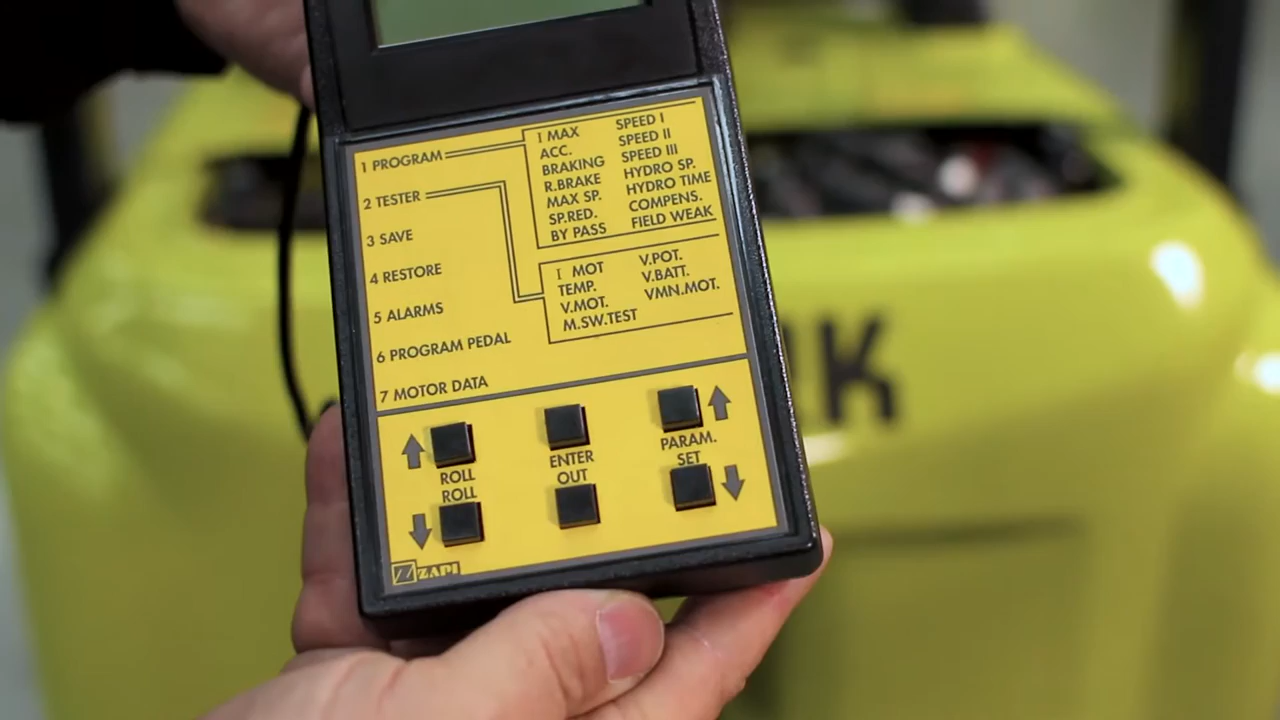 1 PROGRAM
2 TESTER
3 SAVE
4 RESTORE
5 ALARMS
6 PROGRAM PEDAL
7 MOTOR DATA
I MAX
ACC.
BRAKING
R.BRAKE
MAX SP.
SP.RED.
BY PASS
SPEED I
SPEED II
SPEED III
HYDRO SP.
HYDRO TIME
COMPENS.
FIELD WEAK
I MOT
TEMP.
V.MOT.
M.SW.TEST
V.POT.
V.BATT.
VMN.MOT.
ROLL
ROLL
ENTER
OUT
PARAM.
SET
ZAPI
K